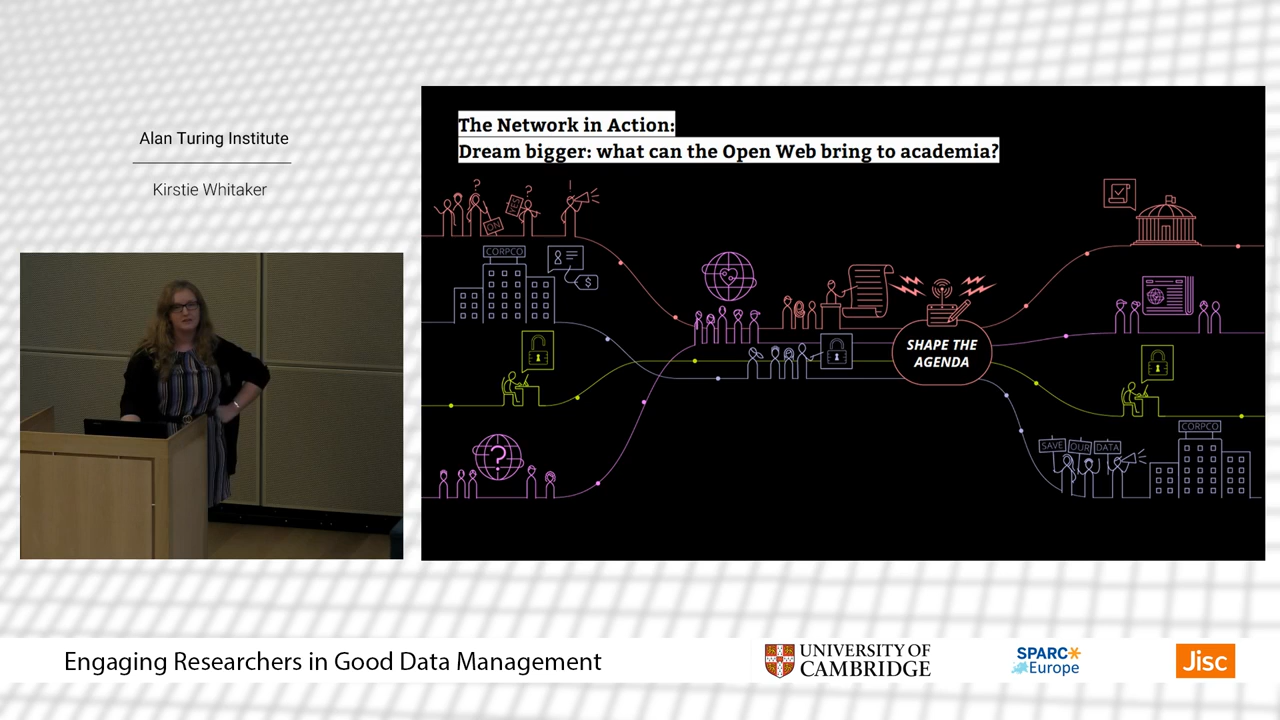 Alan Turing Institute
Kirstie Whitaker
The Network in Action:
Dream bigger: what can the Open Web bring to academia?
? ? !
ON
CORPCO
$
SHAPE THE
AGENDA
?
CORPCO
SAVE OUR DATA
Engaging Researchers in Good Data Management
UNIVERSITY OF
CAMBRIDGE
SPARC
Europe
Jisc